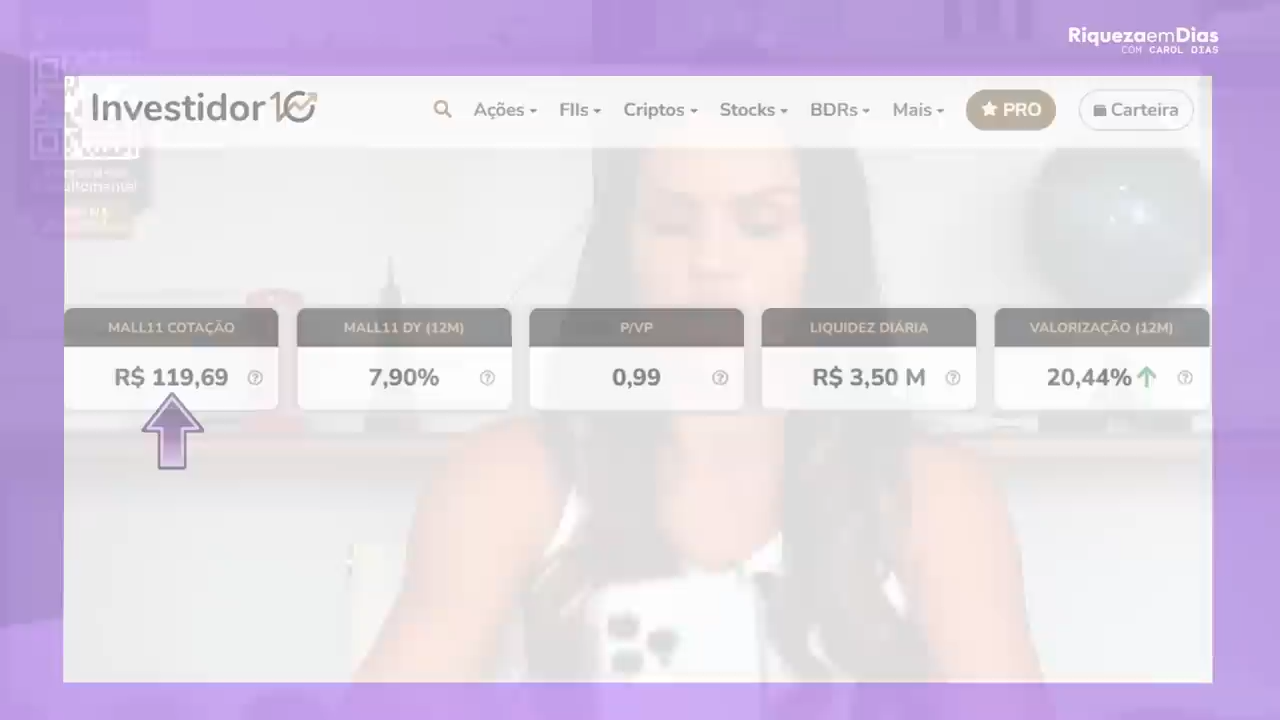 RiquezaemDias
COM CAROL DIAS
Investidor10
Ações FIIs Criptos Stocks BDRs Mais PRO Carteira
MALL11 COTAÇÃO MALL11 DY (12M) P/VP LIQUIDEZ DIÁRIA VALORIZAÇÃO (12M)
R$ 119,69 7,90% 0,99 R$ 3,50 M 20,44%